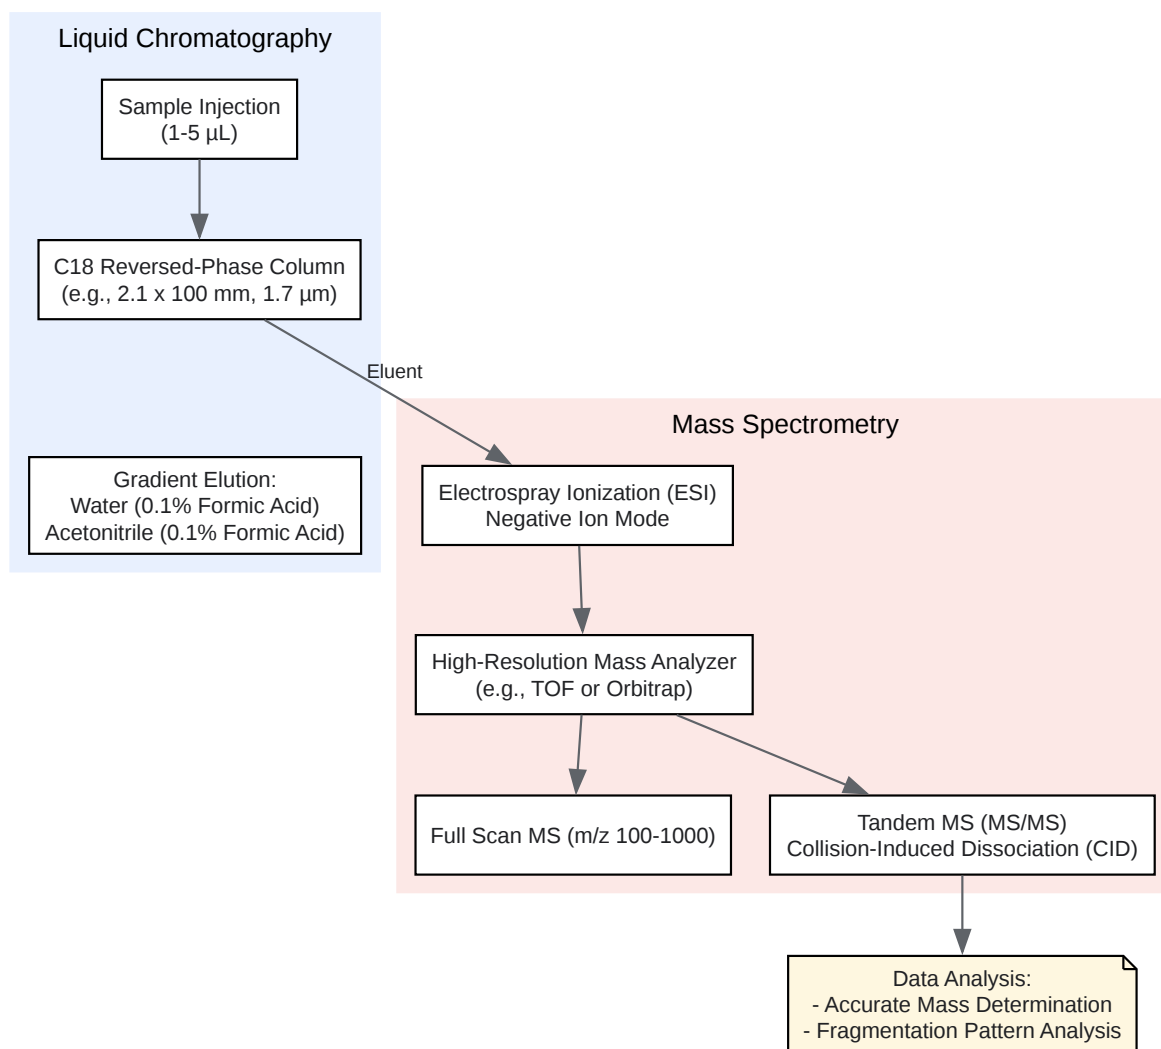 Liquid Chromatography
Sample Injection
(1-5 µL)
C18 Reversed-Phase Column
(e.g., 2.1 x 100 mm, 1.7 µm)
Eluent
Gradient Elution:
Water (0.1% Formic Acid)
Acetonitrile (0.1% Formic Acid)
Mass Spectrometry
Electrospray Ionization (ESI)
Negative Ion Mode
High-Resolution Mass Analyzer
(e.g., TOF or Orbitrap)
Full Scan MS (m/z 100-1000)
Tandem MS (MS/MS)
Collision-Induced Dissociation (CID)
Data Analysis:
- Accurate Mass Determination
- Fragmentation Pattern Analysis